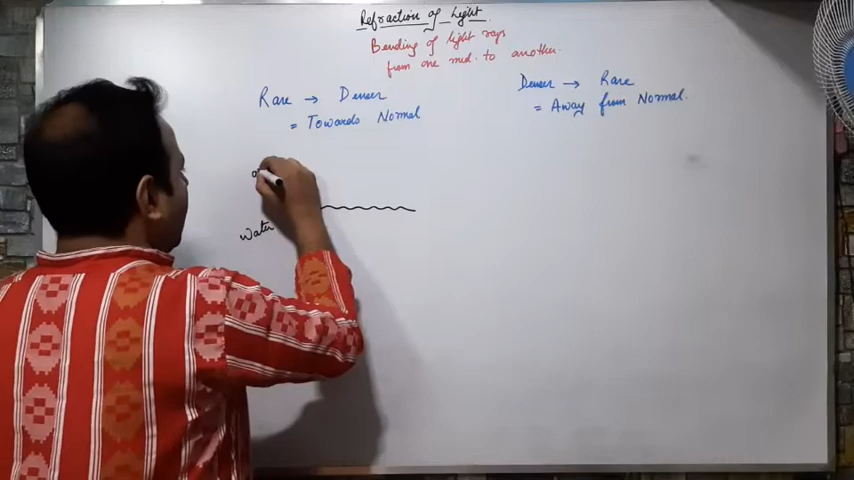 Refraction of Light
Bending of light rays
from one med. to another.
Rare → Denser
= Towards Normal
Denser → Rare
= Away from Normal.
Water